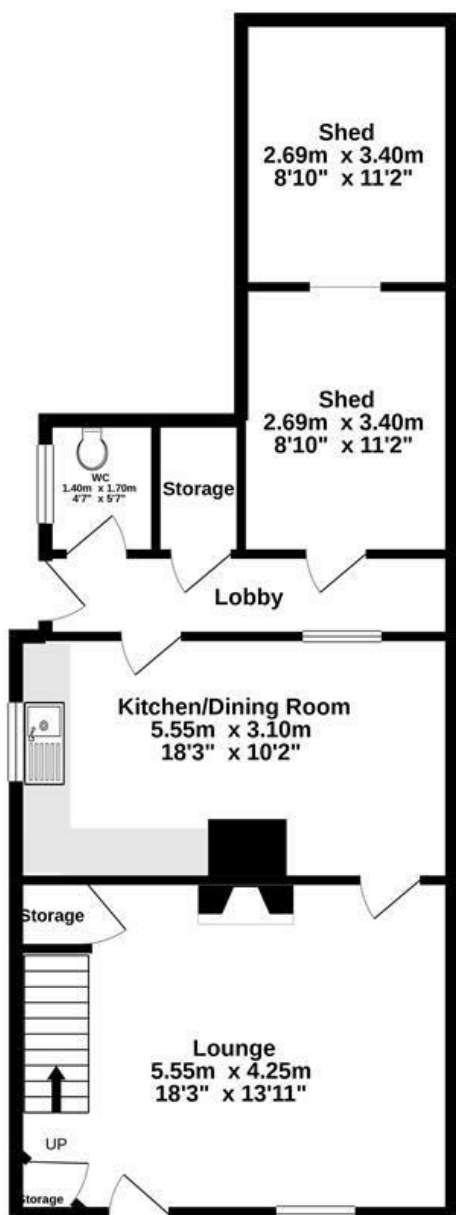 Shed
2.69m x 3.40m
8'10" x 11'2"
Shed
2.69m x 3.40m
8'10" x 11'2"
WC
1.40m x 1.70m
4'7" x 5'7"
Storage
Lobby
Kitchen/Dining Room
5.55m x 3.10m
18'3" x 10'2"
Storage
Lounge
5.55m x 4.25m
18'3" x 13'11"
UP
Storage